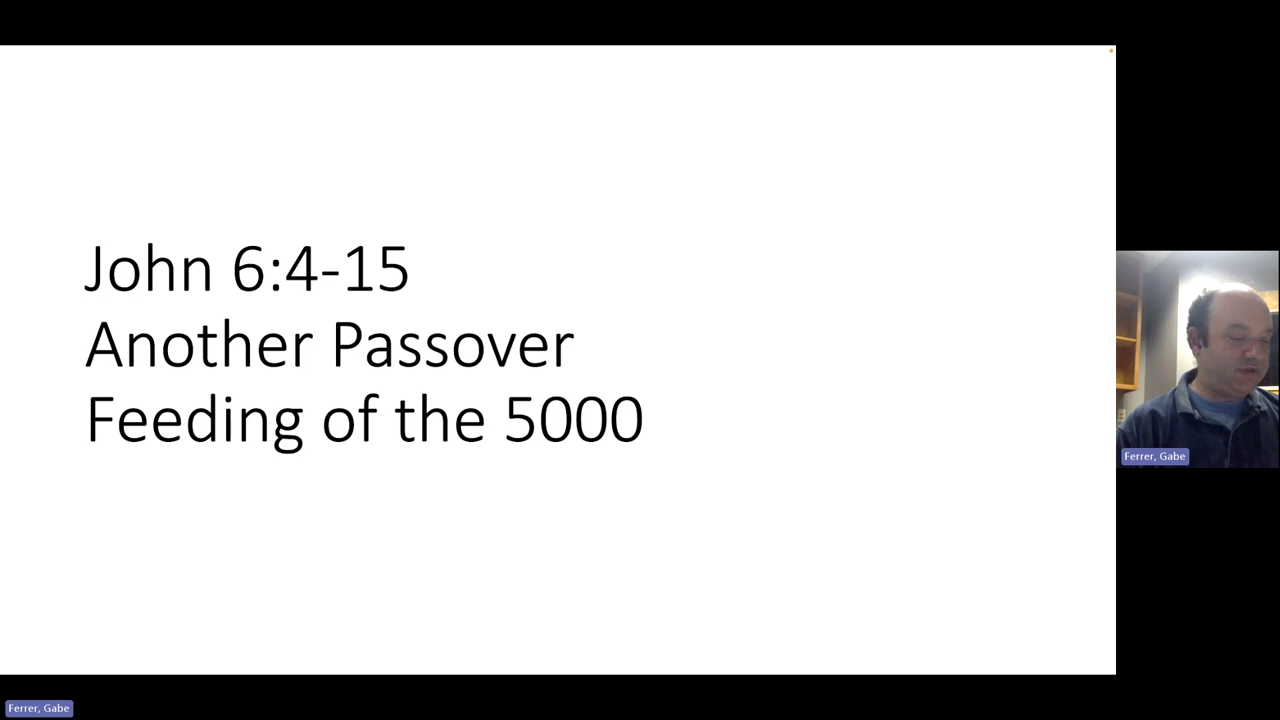 John 6:4-15
Another Passover
Feeding of the 5000
Ferrer, Gabe
Ferrer, Gabe